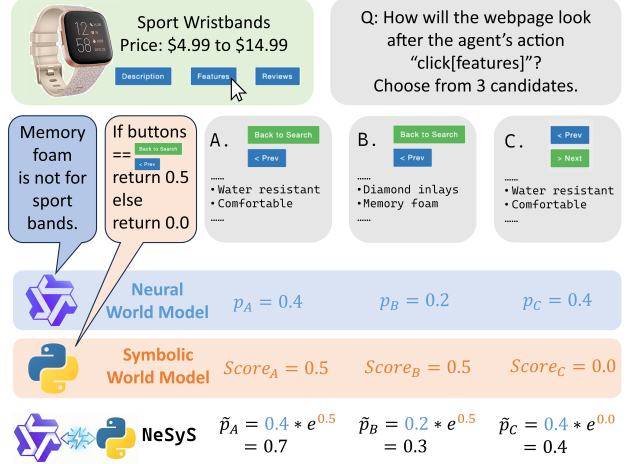 Sport Wristbands
Price: $4.99 to $14.99
Description
Features
Reviews
Q: How will the webpage look
after the agent's action
"click[features]"?
Choose from 3 candidates.
Memory
foam
is not for
sport
bands.
If buttons
== Back to Search
< Prev
return 0.5
else
return 0.0
A.
Back to Search
< Prev
......
• Water resistant
• Comfortable
......
B.
Back to Search
< Prev
......
• Diamond inlays
• Memory foam
......
C.
< Prev
> Next
......
• Water resistant
• Comfortable
......
Neural
World Model
p_A = 0.4
p_B = 0.2
p_C = 0.4
Symbolic
World Model
Score_A = 0.5
Score_B = 0.5
Score_C = 0.0
NeSyS
p̃_A = 0.4 * e^0.5
= 0.7
p̃_B = 0.2 * e^0.5
= 0.3
p̃_C = 0.4 * e^0.0
= 0.4